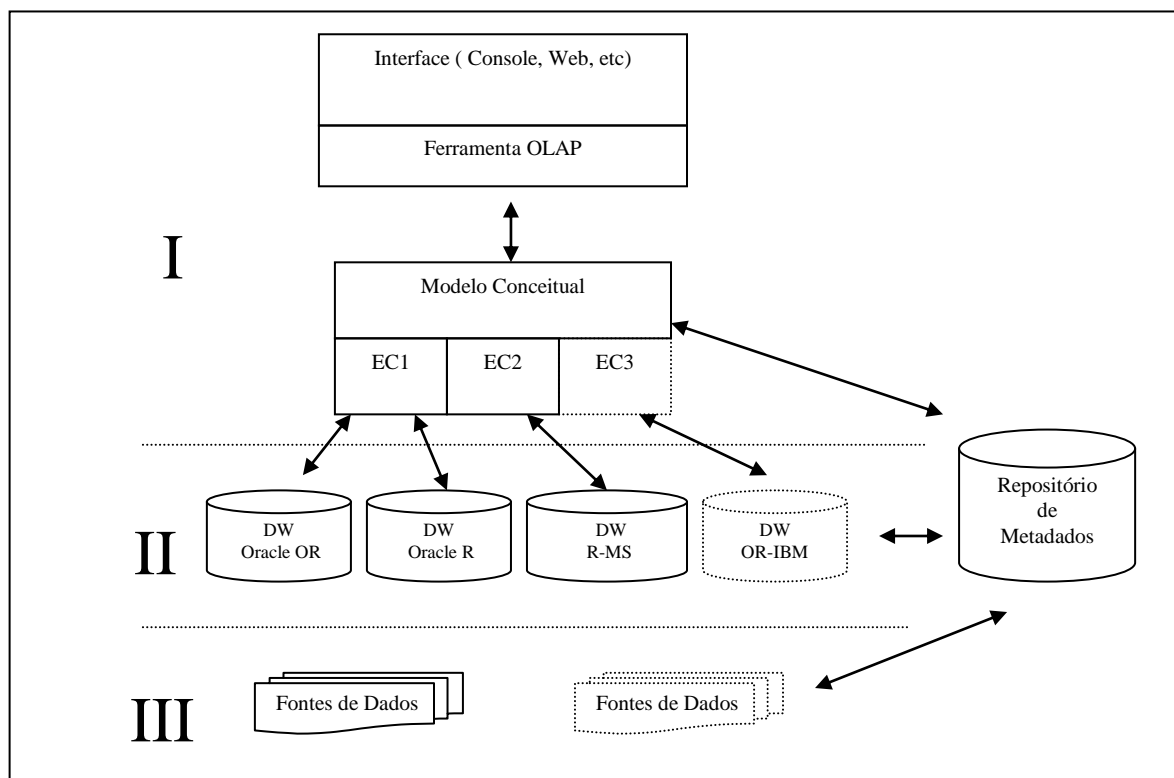 Interface ( Console, Web, etc)
Ferramenta OLAP
I
Modelo Conceitual
EC1
EC2
EC3
Repositório
de
Metadados
II
DW
Oracle OR
DW
Oracle R
DW
R-MS
DW
OR-IBM
III
Fontes de Dados
Fontes de Dados